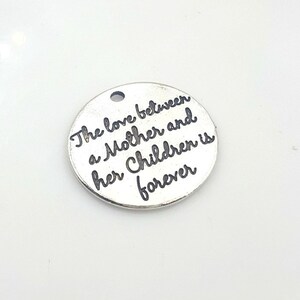 The love between
a Mother and
her Children is
forever